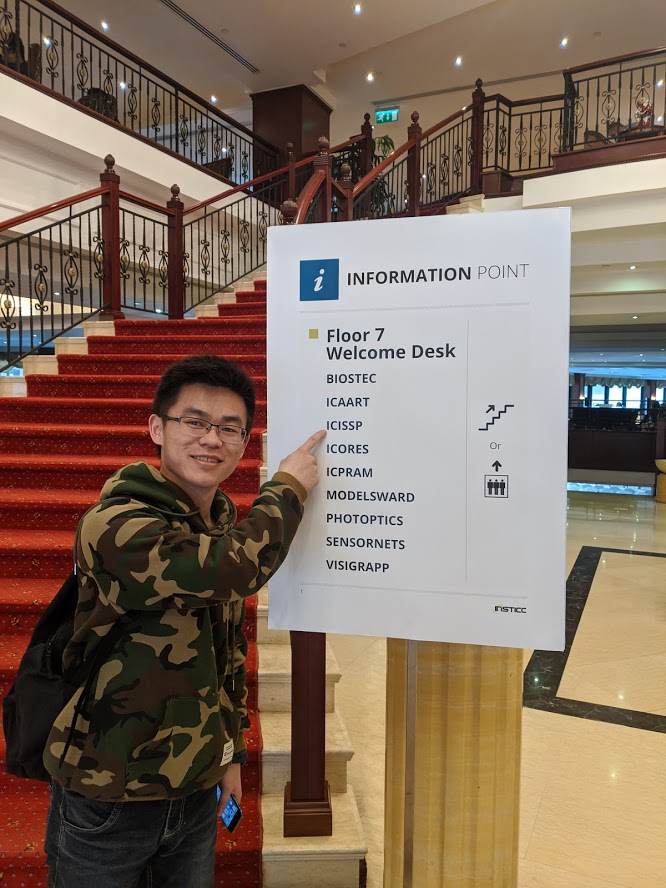 i INFORMATION POINT
Floor 7
Welcome Desk
BIOSTEC
ICAART
ICISSP
ICORES
ICPRAM
MODELSWARD
PHOTOPTICS
SENSORNETS
VISIGRAPP
Or
INSTICC